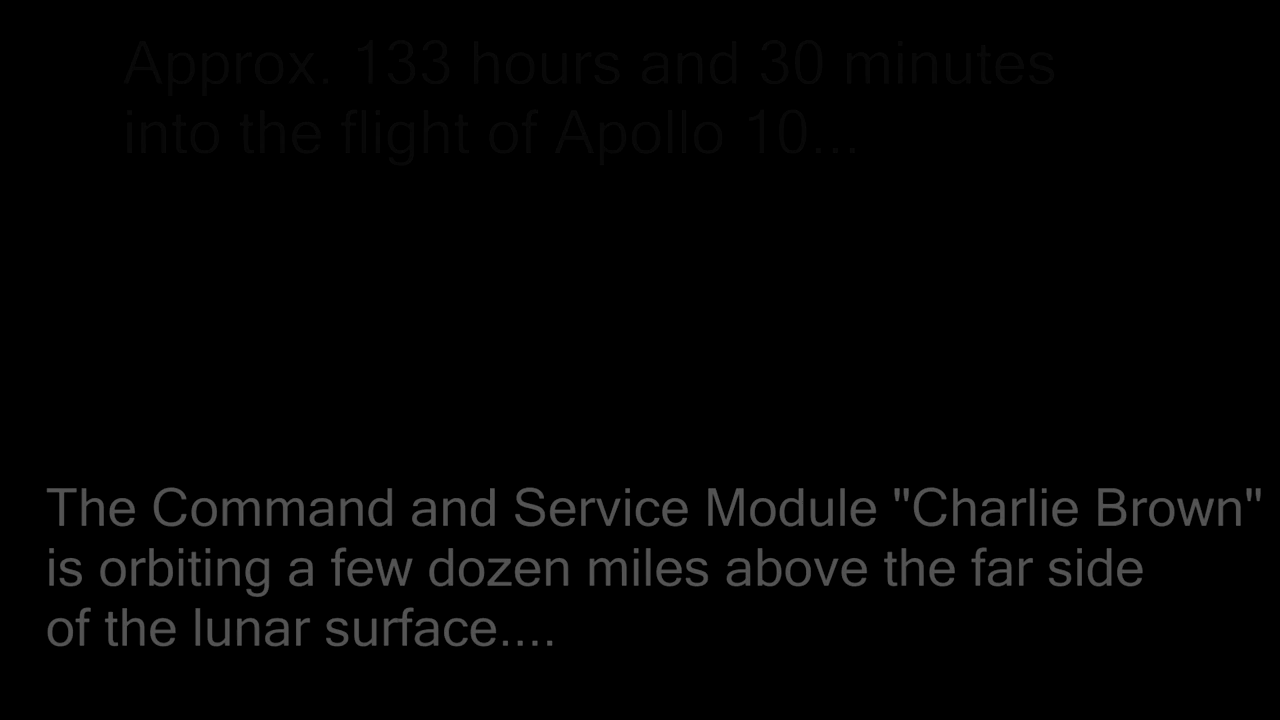 Approx. 133 hours and 30 minutes
into the flight of Apollo 10...
The Command and Service Module "Charlie Brown"
is orbiting a few dozen miles above the far side
of the lunar surface....